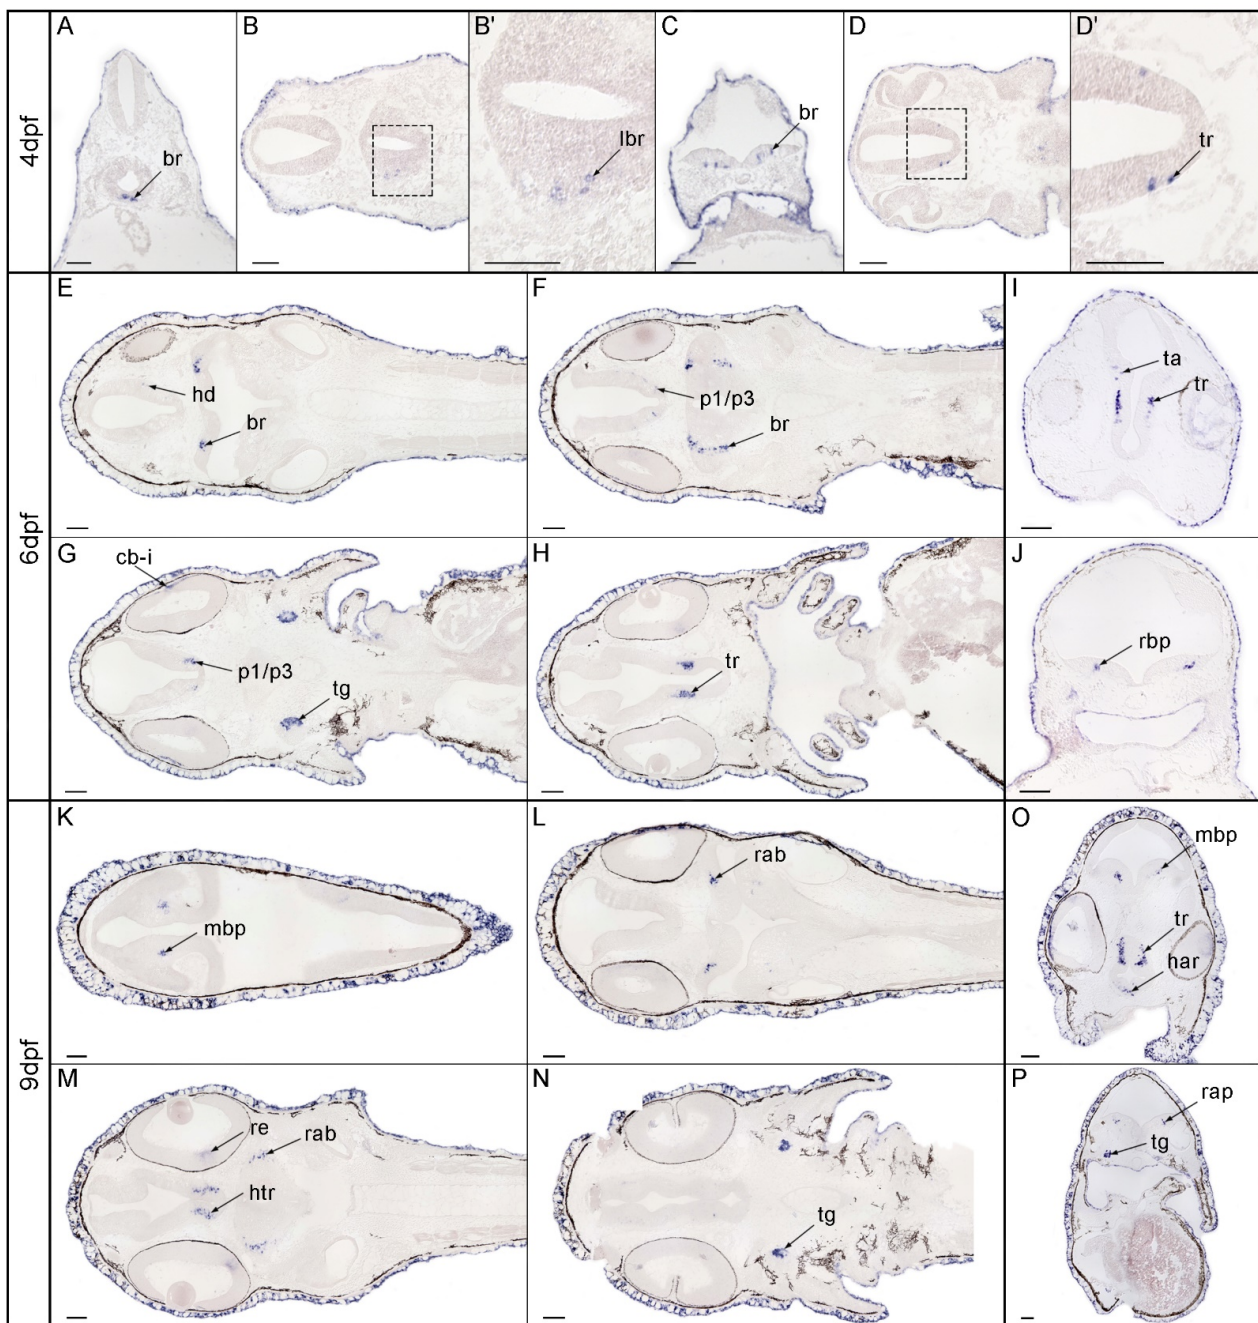 4dpf
A
br
B
B'
lbr
C
br
D
D'
tr
6dpf
E
hd
br
F
p1/p3
br
I
ta
tr
G
cb-i
p1/p3
tg
H
tr
J
rbp
9dpf
K
mbp
L
rab
O
mbp
tr
har
M
re
rab
htr
N
tg
P
rap
tg